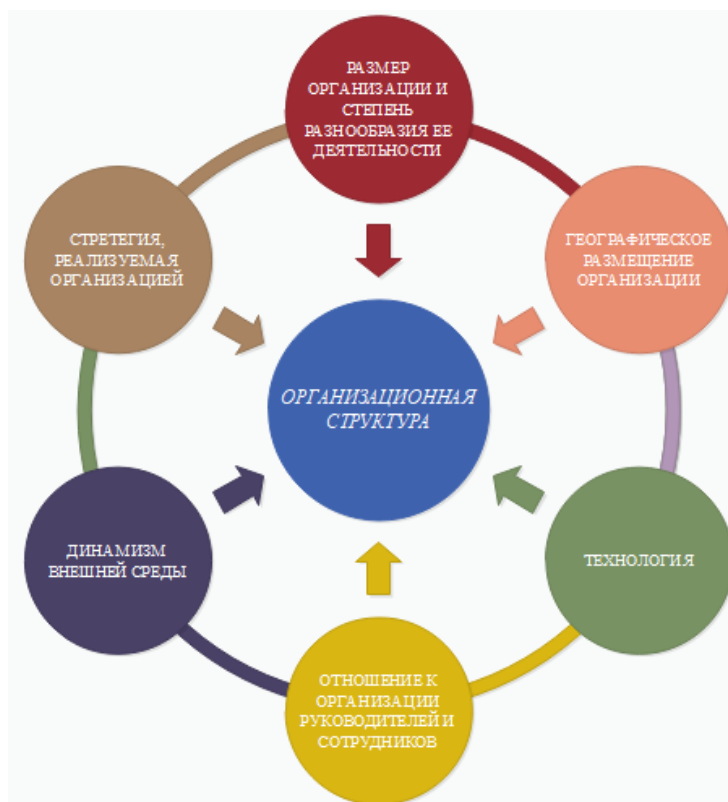 РАЗМЕР
ОРГАНИЗАЦИИ И
СТЕПЕНЬ
РАЗНООБРАЗИЯ ЕЕ
ДЕЯТЕЛЬНОСТИ
СТРЕТЕГИЯ,
РЕАЛИЗУЕМАЯ
ОРГАНИЗАЦИЕЙ
ГЕОГРАФИЧЕСКОЕ
РАЗМЕЩЕНИЕ
ОРГАНИЗАЦИИ
ОРГАНИЗАЦИОННАЯ
СТРУКТУРА
ДИНАМИЗМ
ВНЕШНЕЙ СРЕДЫ
ТЕХНОЛОГИЯ
ОТНОШЕНИЕ К
ОРГАНИЗАЦИИ
РУКОВОДИТЕЛЕЙ И
СОТРУДНИКОВ